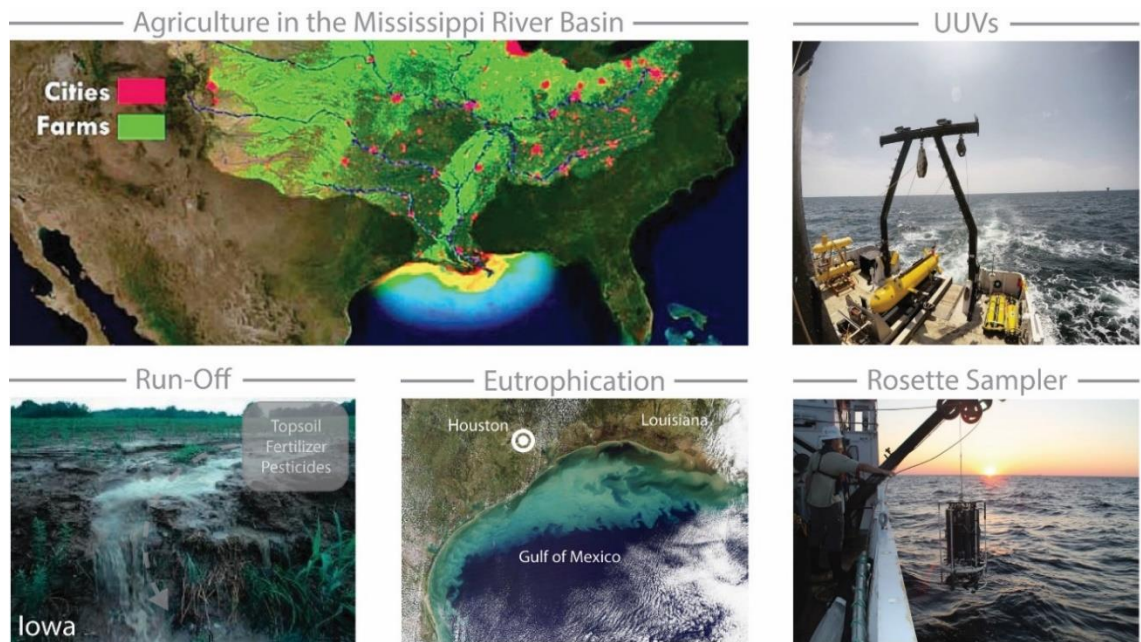 Agriculture in the Mississippi River Basin
UUVs
Cities
Farms
Run-Off
Eutrophication
Rosette Sampler
Topsoil
Fertilizer
Pesticides
Iowa
Houston
Louisiana
Gulf of Mexico